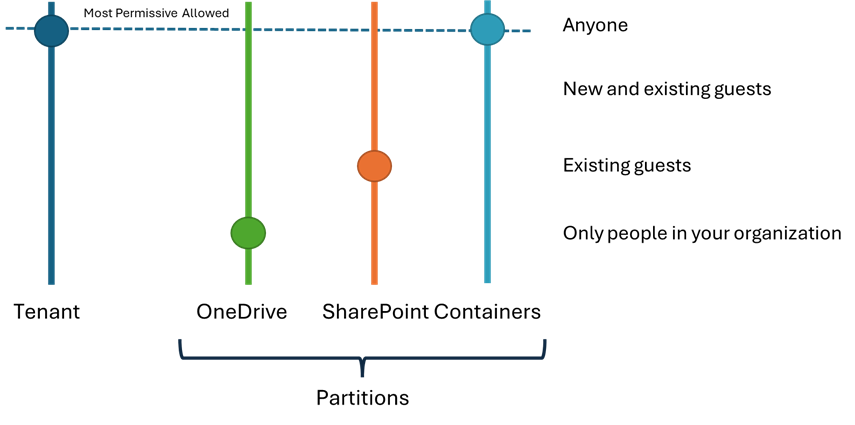 Most Permissive Allowed
Anyone
New and existing guests
Existing guests
Only people in your organization
Tenant
OneDrive
SharePoint
Containers
Partitions